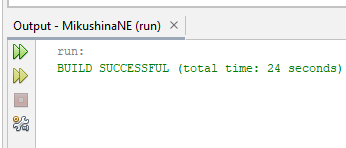 Output - MikushinaNE (run)
run:
BUILD SUCCESSFUL (total time: 24 seconds)